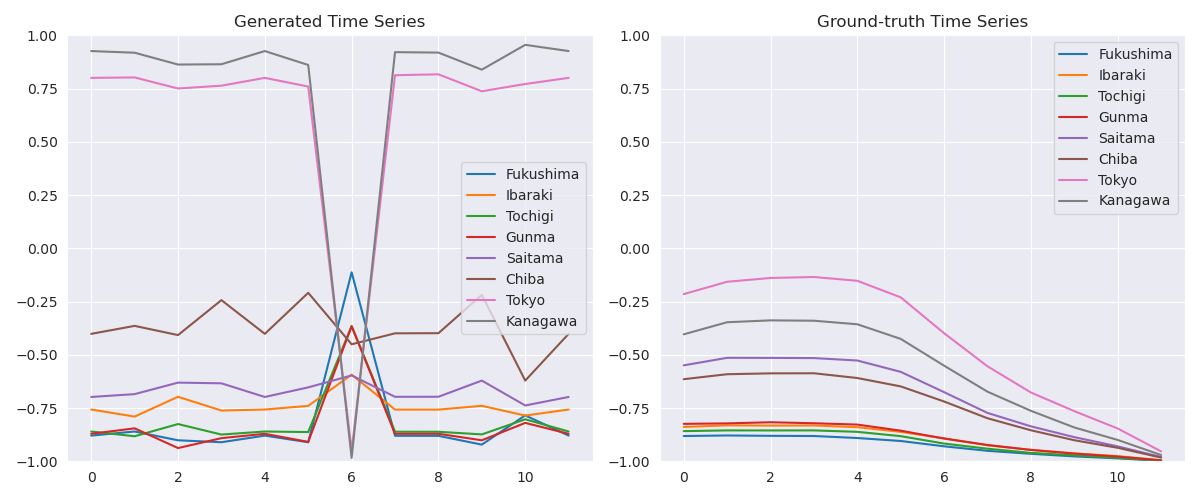 Generated Time Series
1.00
0.75
0.50
0.25
0.00
−0.25
−0.50
−0.75
−1.00
0 2 4 6 8 10
Fukushima
Ibaraki
Tochigi
Gunma
Saitama
Chiba
Tokyo
Kanagawa
Ground-truth Time Series
1.00
0.75
0.50
0.25
0.00
−0.25
−0.50
−0.75
−1.00
0 2 4 6 8 10
Fukushima
Ibaraki
Tochigi
Gunma
Saitama
Chiba
Tokyo
Kanagawa